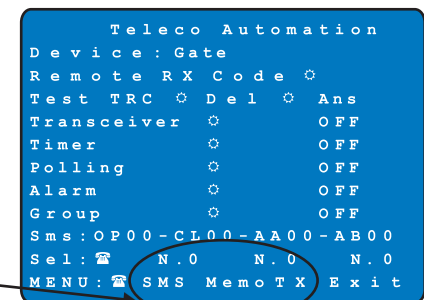 Teleco Automation
Device: Gate
Remote RX Code ☼
Test TRC ☼ Del ☼ Ans
Transceiver ☼ OFF
Timer ☼ OFF
Polling ☼ OFF
Alarm ☼ OFF
Group ☼ OFF
Sms:OP00-CL00-AA00-AB00
Sel:☎ N.0 N.0 N.0
MENU:☎ SMS MemoTX Exit